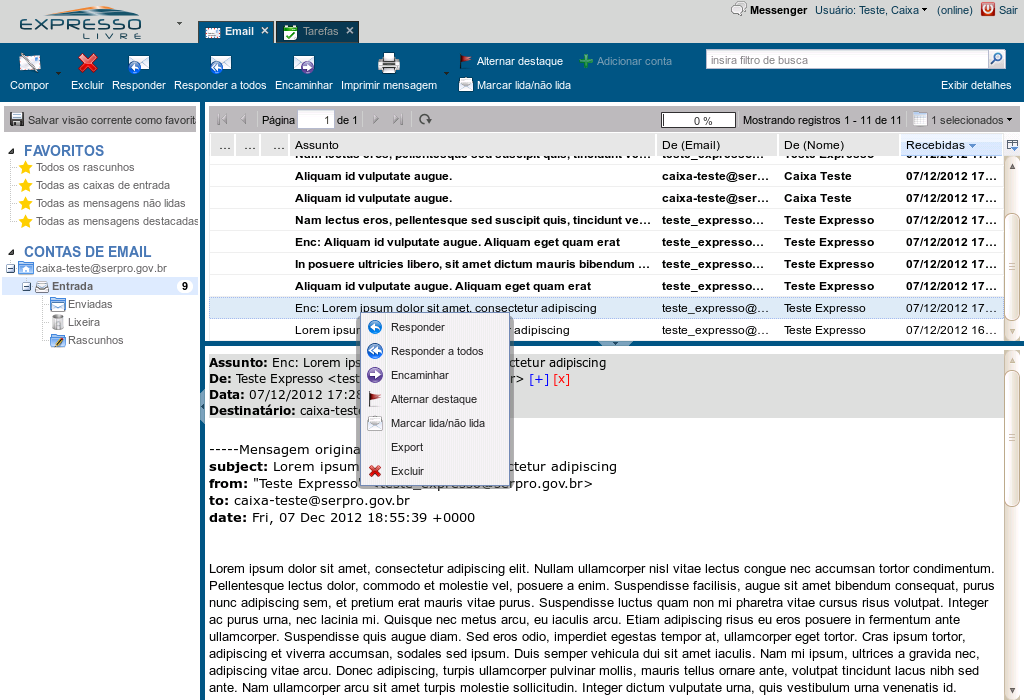 EXPRESSO
LIVRE
Email
Tarefas
Messenger
Usuário: Teste, Caixa
(online)
Sair
Compor
Excluir
Responder
Responder a todos
Encaminhar
Imprimir mensagem
Alternar destaque
Adicionar conta
Marcar lida/não lida
insira filtro de busca
Exibir detalhes
Salvar visão corrente como favorit
Página 1 de 1
0 %
Mostrando registros 1 - 11 de 11
1 selecionados
FAVORITOS
Todos os rascunhos
Todas as caixas de entrada
Todas as mensagens não lidas
Todas as mensagens destacadas
CONTAS DE EMAIL
caixa-teste@serpro.gov.br
Entrada 9
Enviadas
Lixeira
Rascunhos
... ... ... Assunto De (Email) De (Nome) Recebidas
Nam lectus eros, pellentesque sed suscipit quis, tincidunt ve... teste_expresso... Teste Expresso 07/12/2012 17...
Aliquam id vulputate augue. caixa-teste@ser... Caixa Teste 07/12/2012 17...
Aliquam id vulputate augue. caixa-teste@ser... Caixa Teste 07/12/2012 17...
Nam lectus eros, pellentesque sed suscipit quis, tincidunt ve... teste_expresso... Teste Expresso 07/12/2012 17...
Enc: Aliquam id vulputate augue. Aliquam eget quam erat teste_expresso... Teste Expresso 07/12/2012 17...
In posuere ultricies libero, sit amet dictum mauris bibendum ... teste_expresso... Teste Expresso 07/12/2012 17...
Aliquam id vulputate augue. Aliquam eget quam erat teste_expresso... Teste Expresso 07/12/2012 17...
Enc: Lorem ipsum dolor sit amet, consectetur adipiscing teste_expresso@... Teste Expresso 07/12/2012 17...
Lorem ipsu adipiscing teste_expresso@... Teste Expresso 07/12/2012 16...
Responder
Responder a todos
Encaminhar
Alternar destaque
Marcar lida/não lida
Export
Excluir
Assunto: Enc: Lorem ips ctetur adipiscing
De: Teste Expresso <test r> [+] [x]
Data: 07/12/2012 17:28
Destinatário: caixa-test
-----Mensagem origina
subject: Lorem ipsum ctetur adipiscing
from: "Teste Expresso" <teste_expresso@serpro.gov.br>
to: caixa-teste@serpro.gov.br
date: Fri, 07 Dec 2012 18:55:39 +0000
Lorem ipsum dolor sit amet, consectetur adipiscing elit. Nullam ullamcorper nisl vitae lectus congue nec accumsan tortor condimentum.
Pellentesque lectus dolor, commodo et molestie vel, posuere a enim. Suspendisse facilisis, augue sit amet bibendum consequat, purus
nunc adipiscing sem, et pretium erat mauris vitae purus. Suspendisse luctus quam non mi pharetra vitae cursus risus volutpat. Integer
ac purus urna, nec lacinia mi. Quisque nec metus arcu, eu iaculis arcu. Etiam adipiscing risus eu eros posuere in fermentum ante
ullamcorper. Suspendisse quis augue diam. Sed eros odio, imperdiet egestas tempor at, ullamcorper eget tortor. Cras ipsum tortor,
adipiscing et viverra accumsan, sodales sed ipsum. Duis semper vehicula dui sit amet iaculis. Nam mi ipsum, ultrices a gravida nec,
adipiscing vitae arcu. Donec adipiscing, turpis ullamcorper pulvinar mollis, mauris tellus ornare ante, volutpat tincidunt lacus nibh sed
ante. Nam ullamcorper arcu sit amet turpis molestie sollicitudin. Integer dictum vulputate urna, quis vestibulum urna venenatis id.